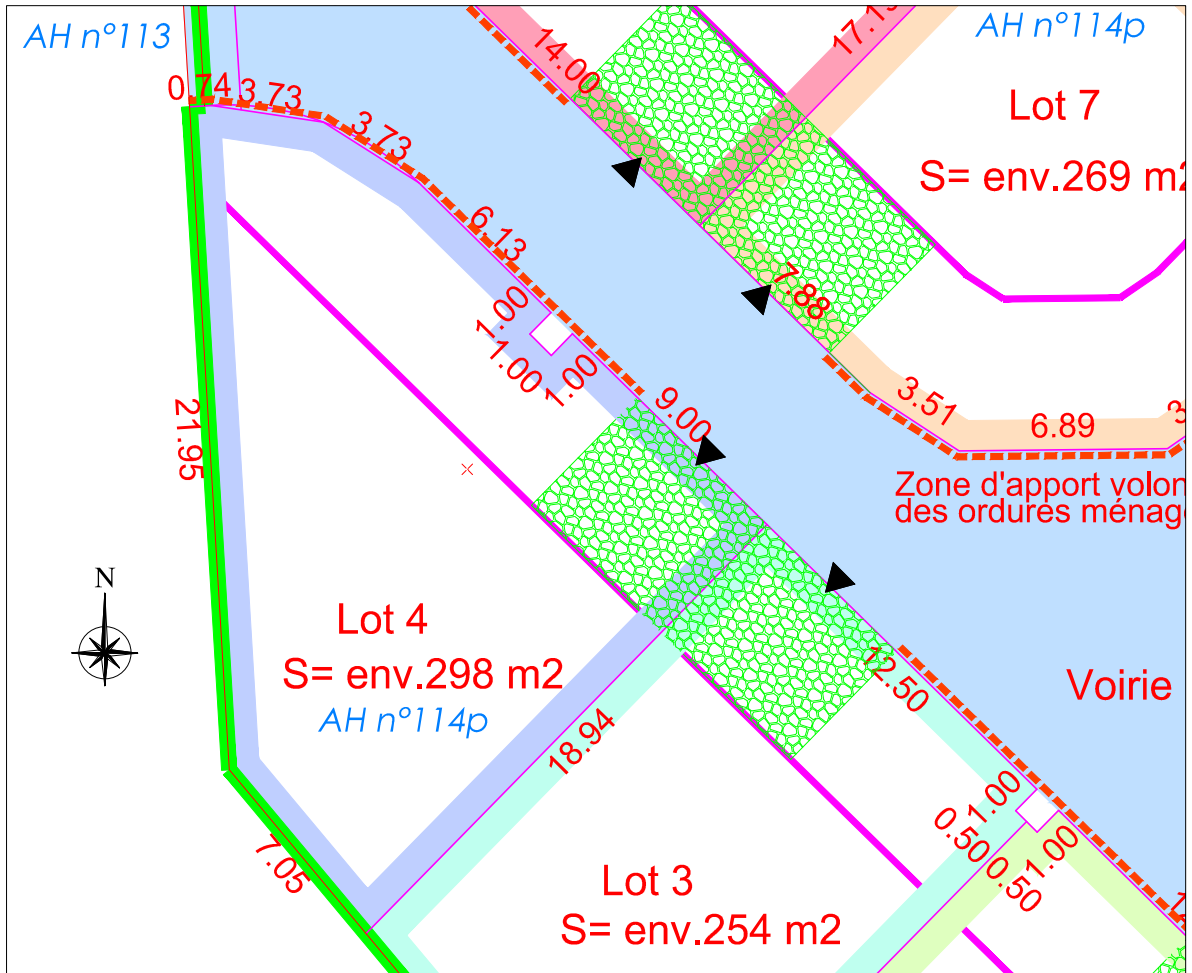 AH n°113
AH n°114p
14.00
17.15
0.74
3.73
Lot 7
3.73
S= env.269 m2
6.13
7.88
1.00
1.00
1.00
9.00
3.51
6.89
21.95
Zone d'apport volon
des ordures ménag
N
Lot 4
S= env.298 m2
AH n°114p
12.50
Voirie
18.94
1.00
0.50
0.50
1.00
7.05
Lot 3
S= env.254 m2